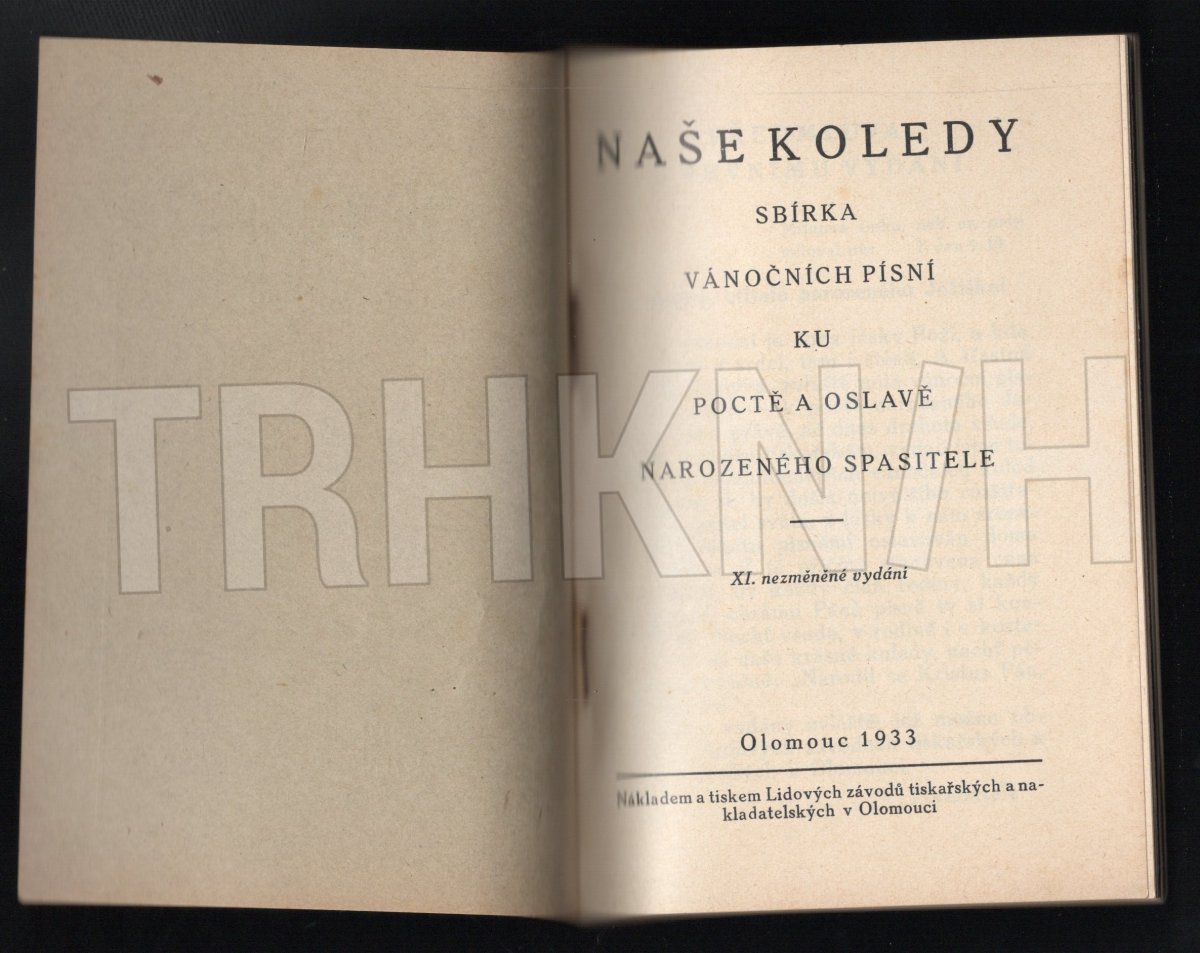 NAŠE KOLEDY
SBÍRKA
VÁNOČNÍCH PÍSNÍ
KU
POCTĚ A OSLAVĚ
NAROZENÉHO SPASITELE
XI. nezměněné vydání
Olomouc 1933
Nákladem a tiskem Lidových závodů tiskařských a na-
kladatelských v Olomouci
TRHKNIH